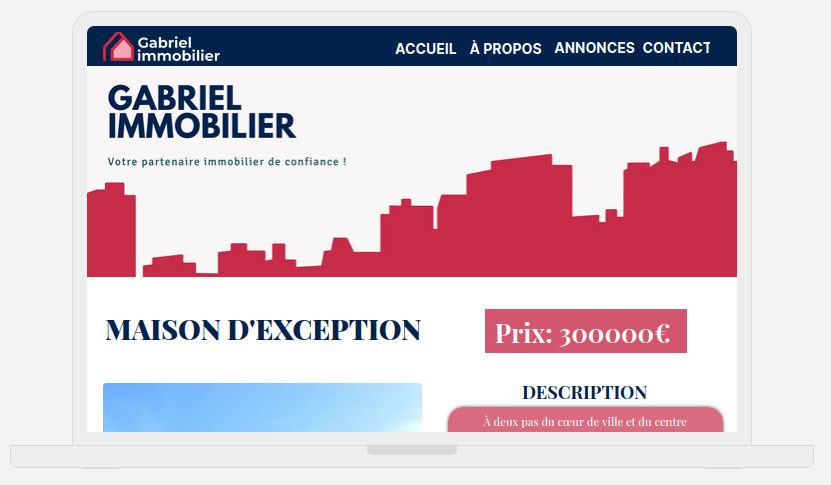 Gabriel
immobilier
ACCUEIL À PROPOS ANNONCES CONTACT
GABRIEL
IMMOBILIER
Votre partenaire immobilier de confiance !
MAISON D'EXCEPTION
Prix: 300000€
DESCRIPTION
À deux pas du cœur de ville et du centre